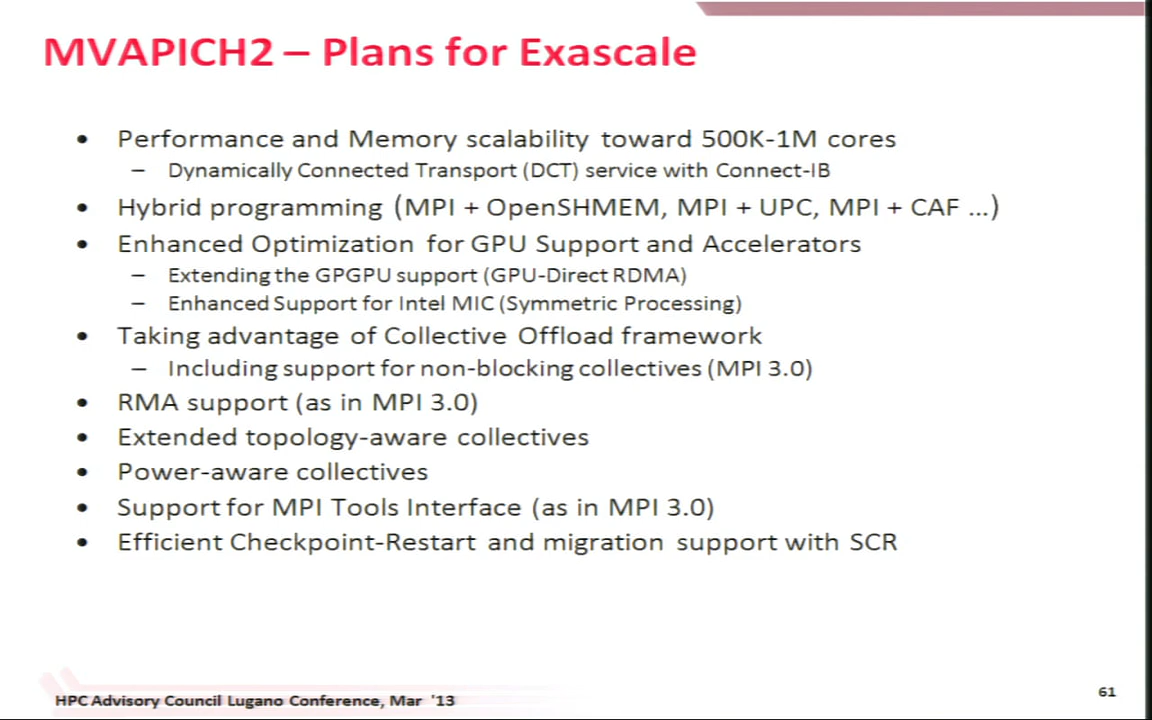 MVAPICH2 – Plans for Exascale
• Performance and Memory scalability toward 500K-1M cores
– Dynamically Connected Transport (DCT) service with Connect-IB
• Hybrid programming (MPI + OpenSHMEM, MPI + UPC, MPI + CAF …)
• Enhanced Optimization for GPU Support and Accelerators
– Extending the GPGPU support (GPU-Direct RDMA)
– Enhanced Support for Intel MIC (Symmetric Processing)
• Taking advantage of Collective Offload framework
– Including support for non-blocking collectives (MPI 3.0)
• RMA support (as in MPI 3.0)
• Extended topology-aware collectives
• Power-aware collectives
• Support for MPI Tools Interface (as in MPI 3.0)
• Efficient Checkpoint-Restart and migration support with SCR
HPC Advisory Council Lugano Conference, Mar '13
61